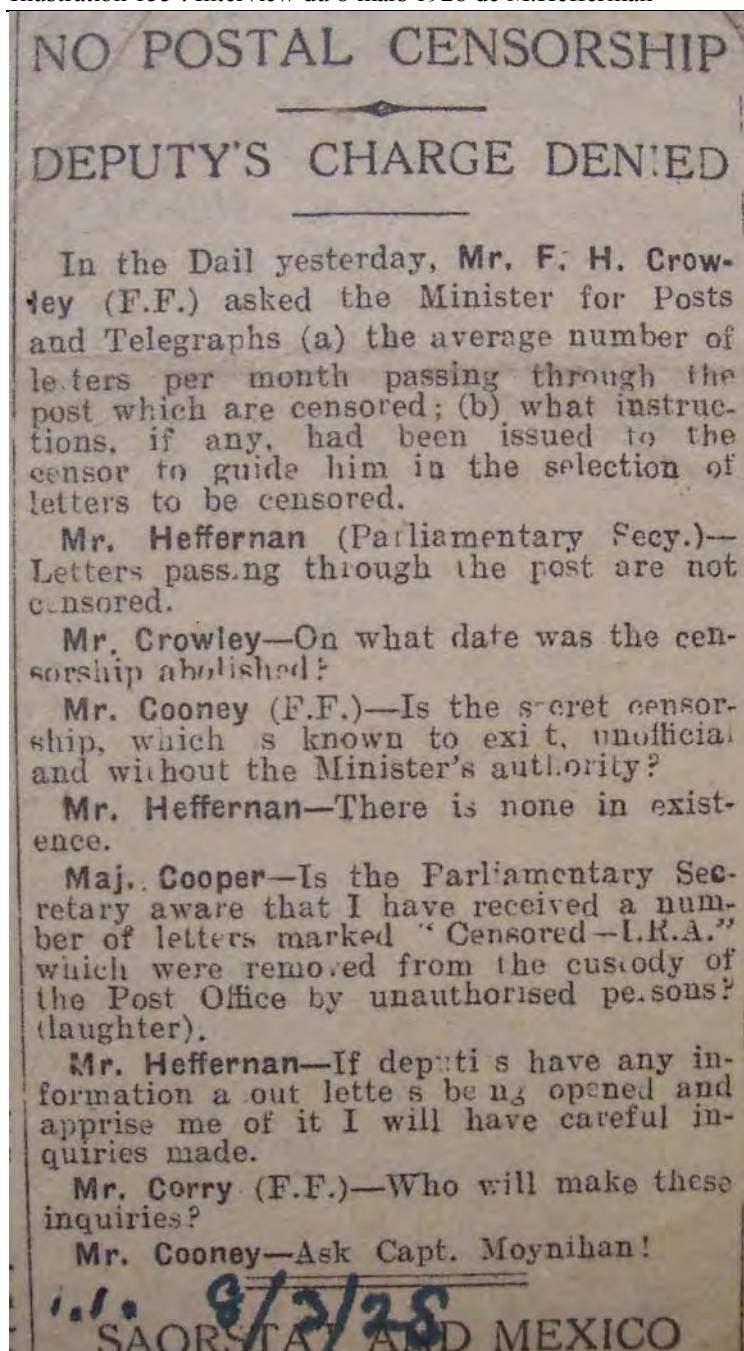 NO POSTAL CENSORSHIP
DEPUTY'S CHARGE DENIED
In the Dail yesterday, Mr. F. H. Crow-
ley (F.F.) asked the Minister for Posts
and Telegraphs (a) the average number of
letters per month passing through the
post which are censored; (b) what instruc-
tions, if any, had been issued to the
censor to guide him in the selection of
letters to be censored.
Mr. Heffernan (Parliamentary Secy.)—
Letters passing through the post are not
censored.
Mr. Crowley—On what date was the cen-
sorship abolished?
Mr. Cooney (F.F.)—Is the secret censor-
ship, which is known to exist, unofficial
and without the Minister's authority?
Mr. Heffernan—There is none in exist-
ence.
Maj. Cooper—Is the Parliamentary Sec-
retary aware that I have received a num-
ber of letters marked "Censored—I.R.A."
which were removed from the custody of
the Post Office by unauthorised persons?
(laughter).
Mr. Heffernan—If deputies have any in-
formation about letters being opened and
apprise me of it I will have careful in-
quiries made.
Mr. Corry (F.F.)—Who will make these
inquiries?
Mr. Cooney—Ask Capt. Moynihan!
8/3/28
SAORSTAT AND MEXICO